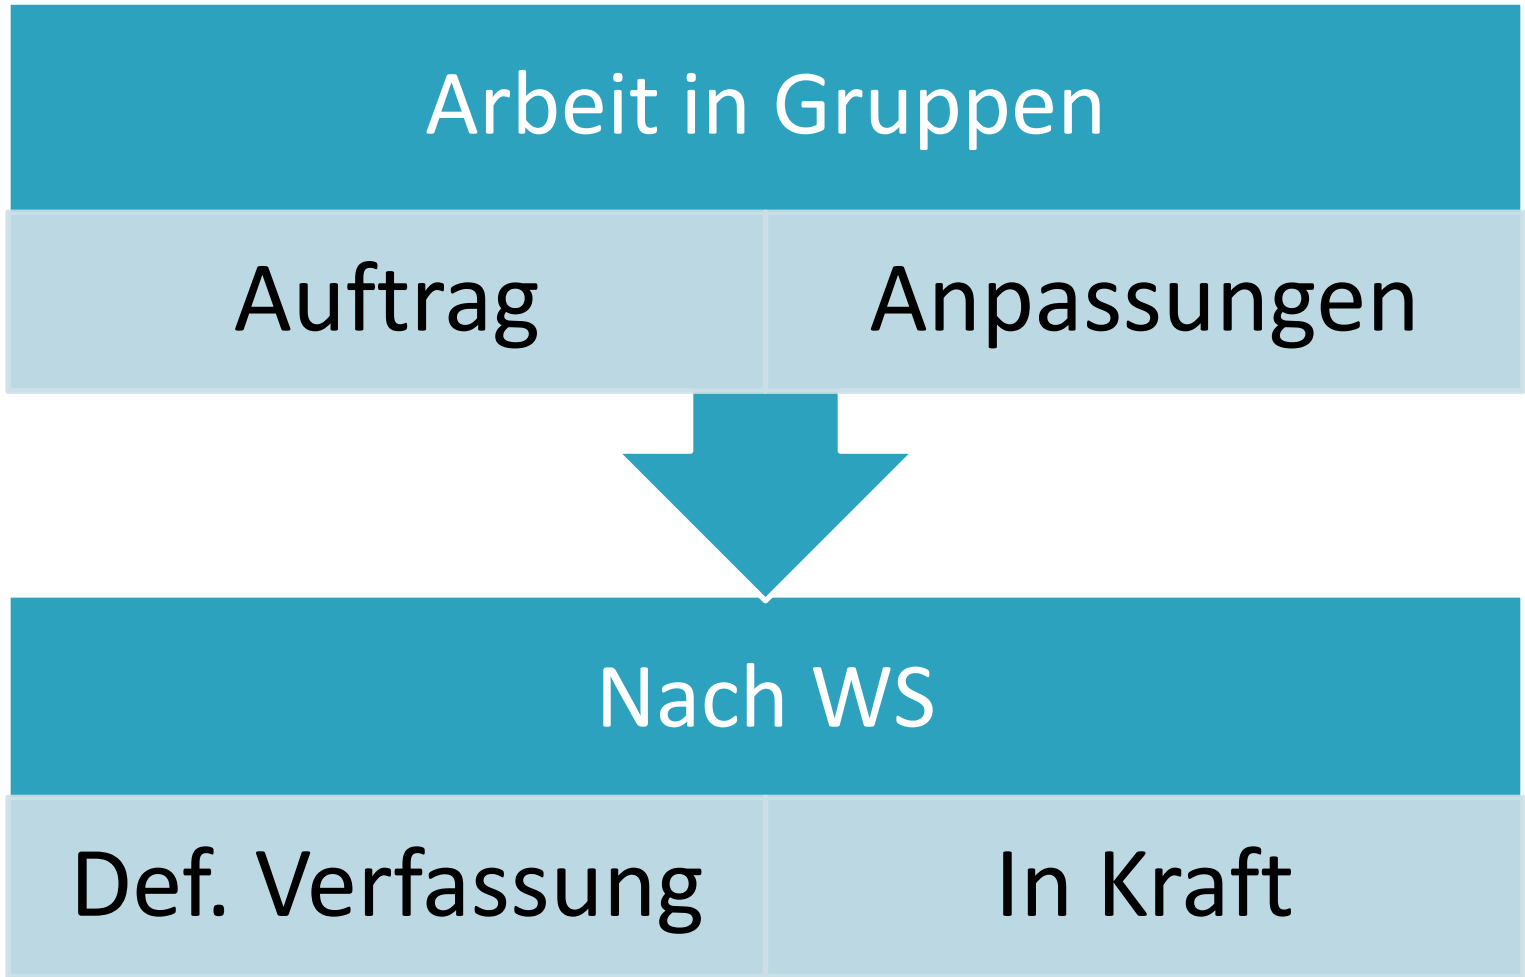 Arbeit in Gruppen
Auftrag
Anpassungen
Nach WS
Def. Verfassung
In Kraft